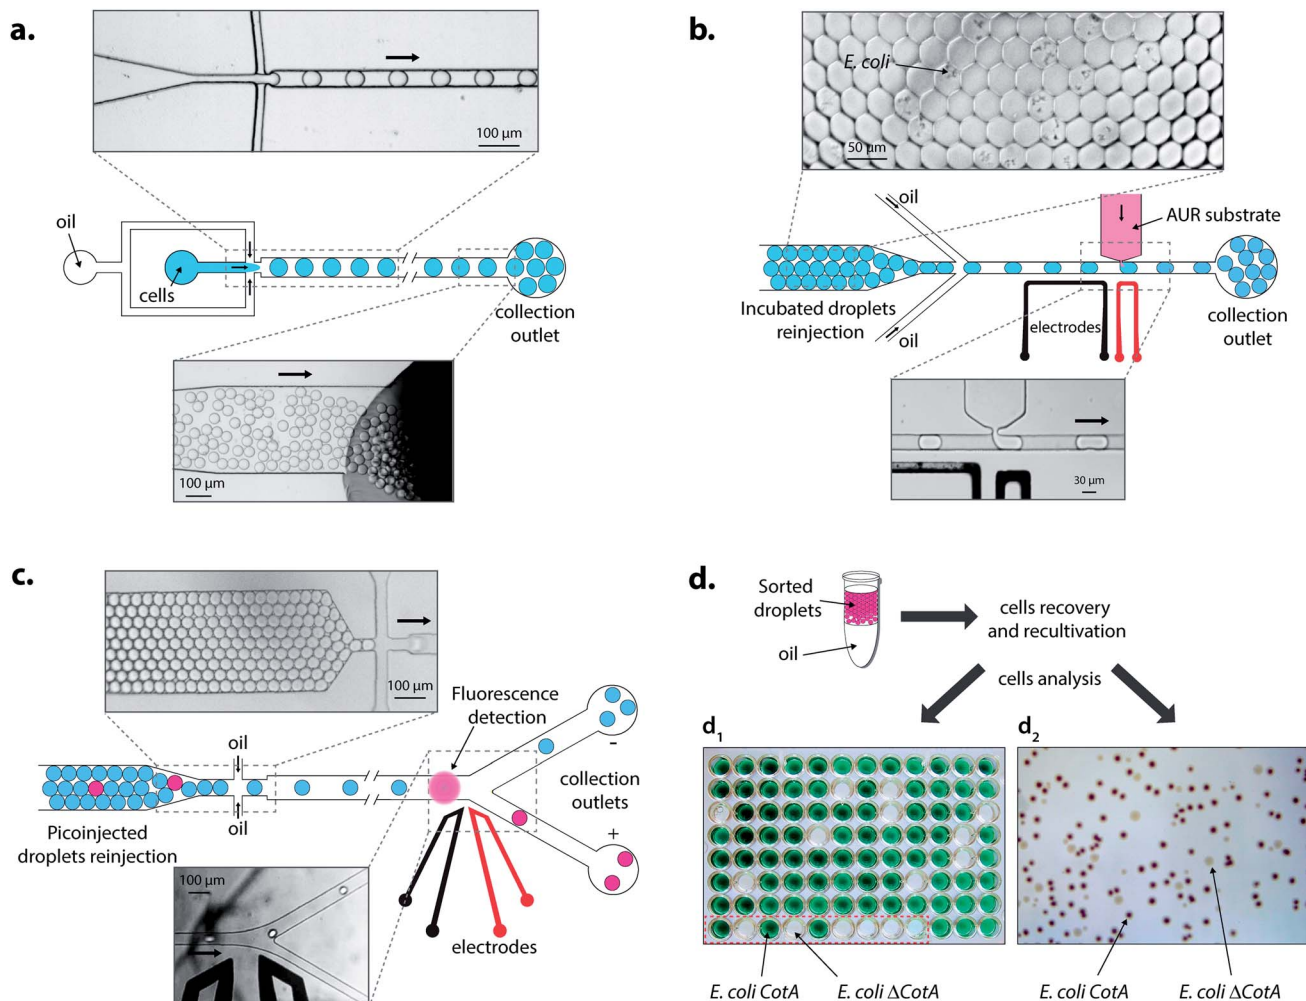 a.
100 µm
oil
cells
collection
outlet
100 µm
b.
E. coli
50 µm
oil
AUR substrate
Incubated droplets
reinjection
oil
electrodes
collection
outlet
30 µm
c.
100 µm
Fluorescence
detection
oil
-
collection
outlets
oil
+
Picoinjected
droplets reinjection
100 µm
electrodes
d.
Sorted
droplets
oil
cells recovery
and recultivation
cells analysis
d1
d2
E. coli CotA
E. coli ΔCotA
E. coli CotA
E. coli ΔCotA